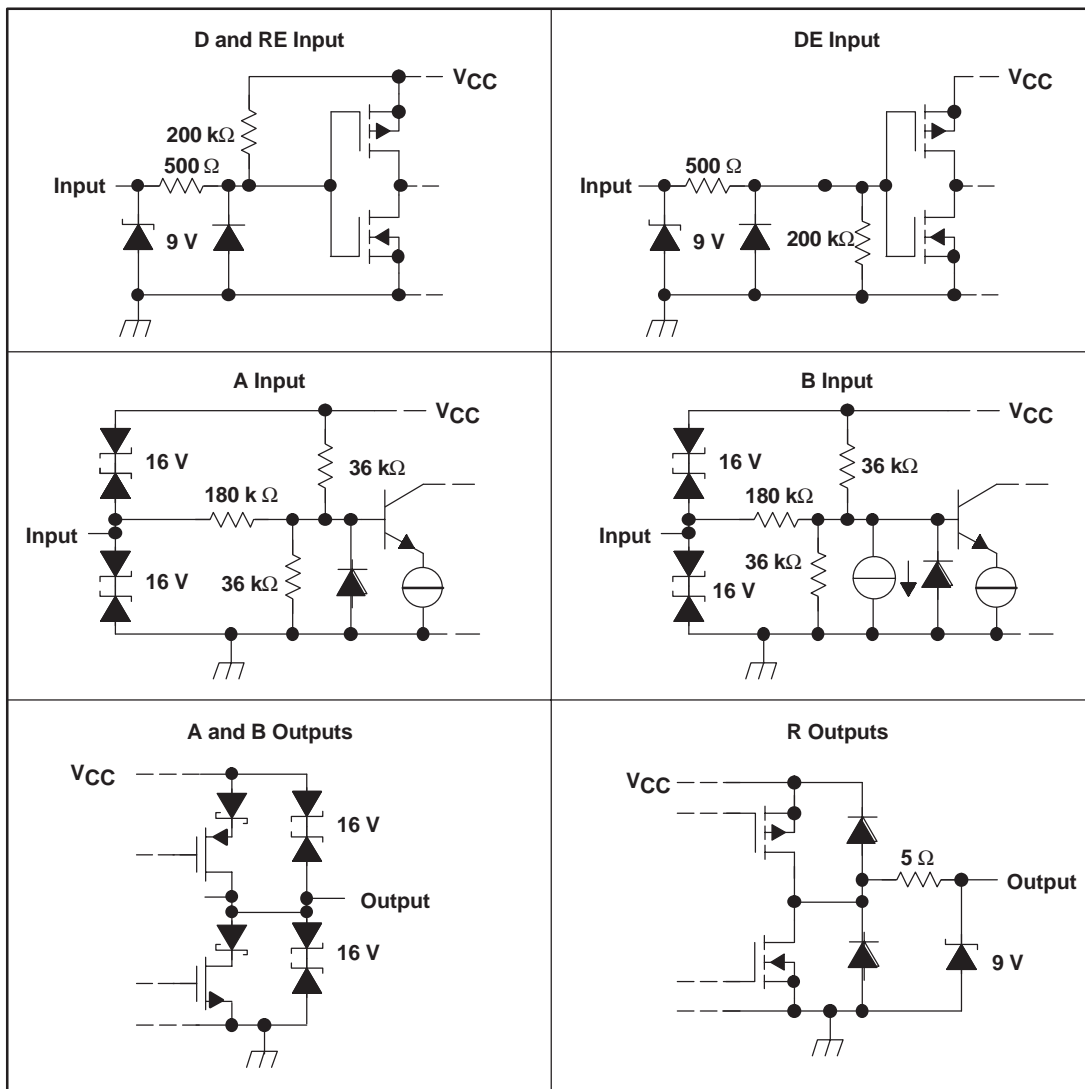 D and RE Input
VCC
200 kΩ
500 Ω
Input
9 V
DE Input
VCC
500 Ω
Input
9 V
200 kΩ
A Input
VCC
16 V
36 kΩ
180 k Ω
Input
16 V
36 kΩ
B Input
VCC
16 V
36 kΩ
180 kΩ
Input
36 kΩ
16 V
A and B Outputs
VCC
16 V
Output
16 V
R Outputs
VCC
5 Ω
Output
9 V